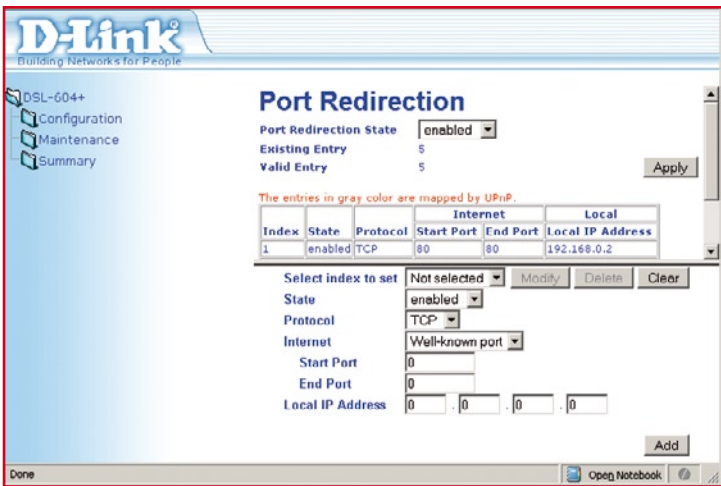 D-Link
Building Networks for People
DSL-604+
Configuration
Maintenance
Summary
Port Redirection
Port Redirection State enabled
Existing Entry 5
Valid Entry 5
Apply
The entries in gray color are mapped by UPnP.
Internet Local
Index State Protocol Start Port End Port Local IP Address
1 enabled TCP 80 80 192.168.0.2
Select index to set Not selected Modify Delete Clear
State enabled
Protocol TCP
Internet Well-known port
Start Port 0
End Port 0
Local IP Address 0 . 0 . 0 . 0
Add
Done Open Notebook